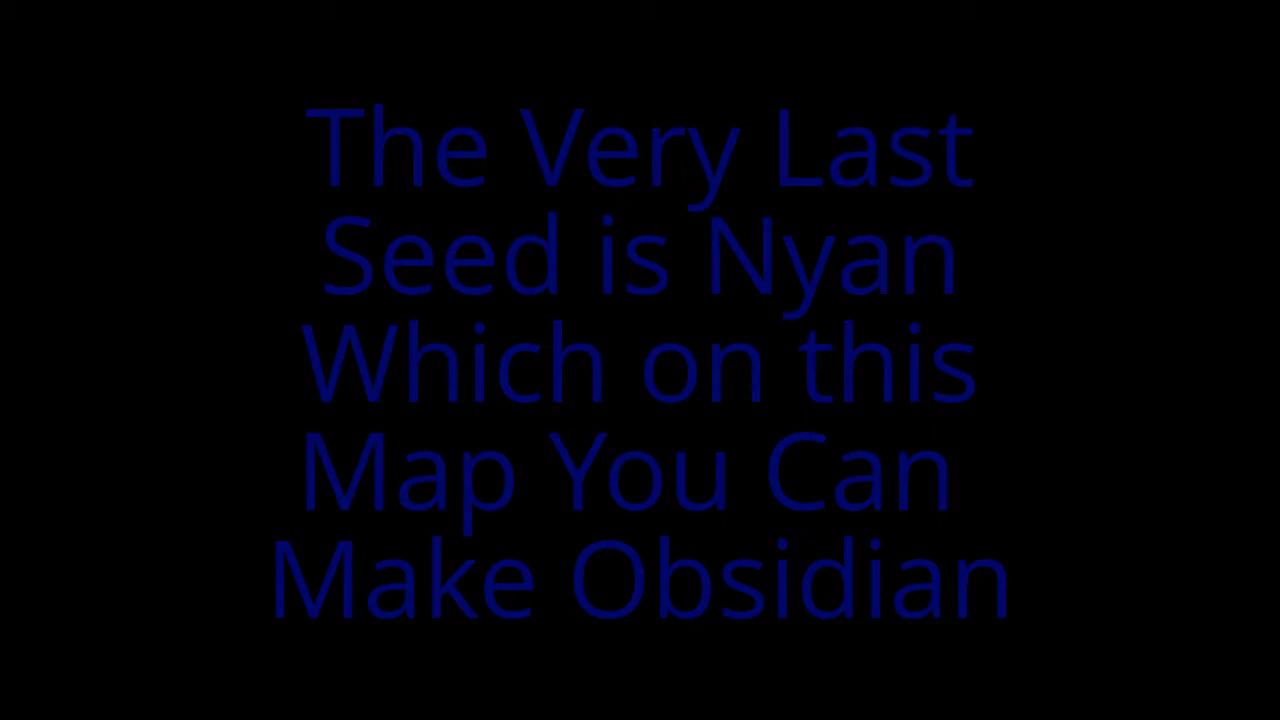 The Very Last
Seed is Nyan
Which on this
Map You Can
Make Obsidian